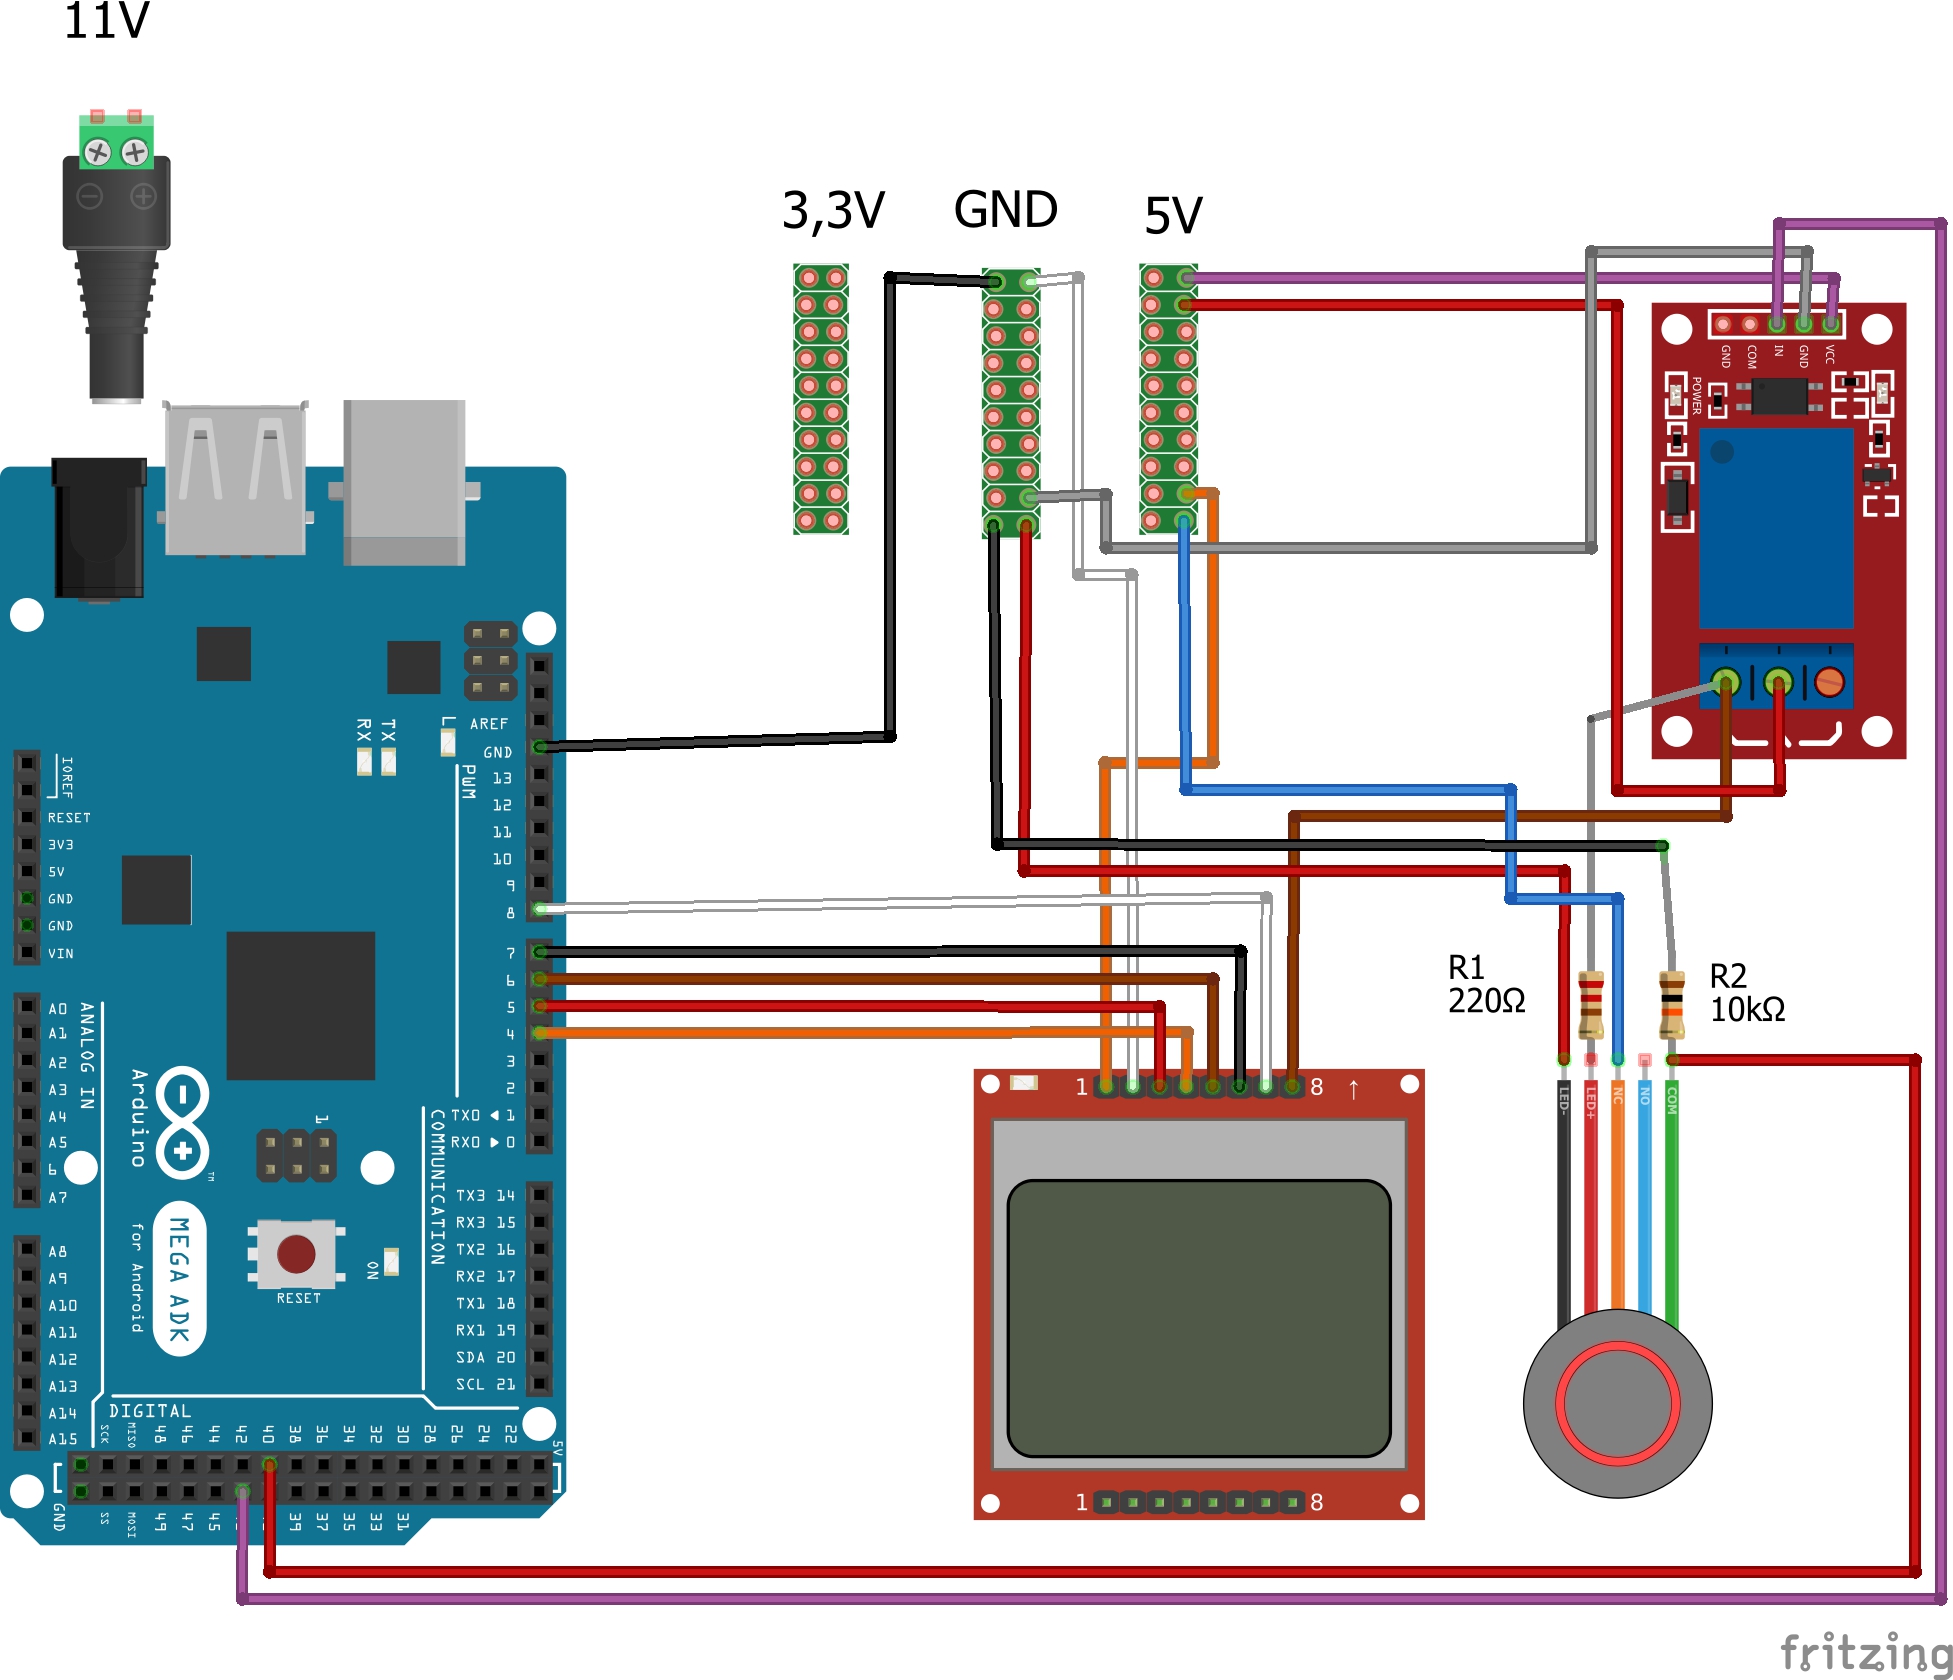 11V
3,3V
GND
5V
GND
COM
IN
GND
VCC
POWER
RX
TX
L
AREF
GND
13
12
11
10
9
8
PWM
7
6
5
4
3
2
TX0 ◀ 1
RX0 ▶ 0
COMMUNICATION
TX3 14
RX3 15
TX2 16
RX2 17
TX1 18
RX1 19
SDA 20
SCL 21
IOREF
RESET
3V3
5V
GND
GND
VIN
A0
A1
A2
A3
A4
A5
6
A7
ANALOG IN
A8
A9
A10
A11
A12
A13
A14
A15
Arduino
TM
MEGA ADK
for Android
1
RESET
ON
DIGITAL
SCK
MISO
48
46
44
42
40
38
36
34
32
30
28
26
24
22
5V
GND
SS
MOSI
49
47
45
39
37
35
33
31
R1
220Ω
R2
10kΩ
1
8
↑
LED-
LED+
NC
NO
COM
1
8
fritzing